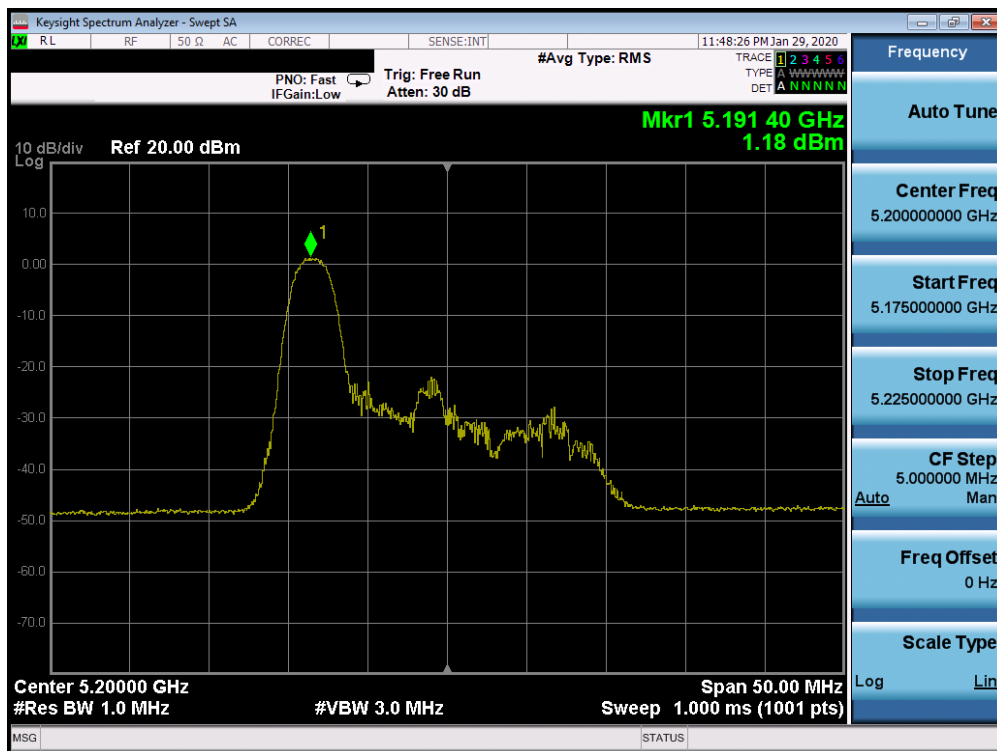 Keysight Spectrum Analyzer - Swept SA
LXI RL RF 50 Ω AC CORREC SENSE:INT 11:48:26 PM Jan 29, 2020
PNO: Fast
IFGain:Low
Trig: Free Run
Atten: 30 dB
#Avg Type: RMS
TRACE 1 2 3 4 5 6
TYPE A WWWWW
DET A N N N N N
Mkr1 5.191 40 GHz
1.18 dBm
10 dB/div Ref 20.00 dBm
Log
1
10.0
0.00
-10.0
-20.0
-30.0
-40.0
-50.0
-60.0
-70.0
Center 5.20000 GHz Span 50.00 MHz
#Res BW 1.0 MHz #VBW 3.0 MHz Sweep 1.000 ms (1001 pts)
MSG STATUS
Frequency
Auto Tune
Center Freq
5.200000000 GHz
Start Freq
5.175000000 GHz
Stop Freq
5.225000000 GHz
CF Step
5.000000 MHz
Auto Man
Freq Offset
0 Hz
Scale Type
Log Lin